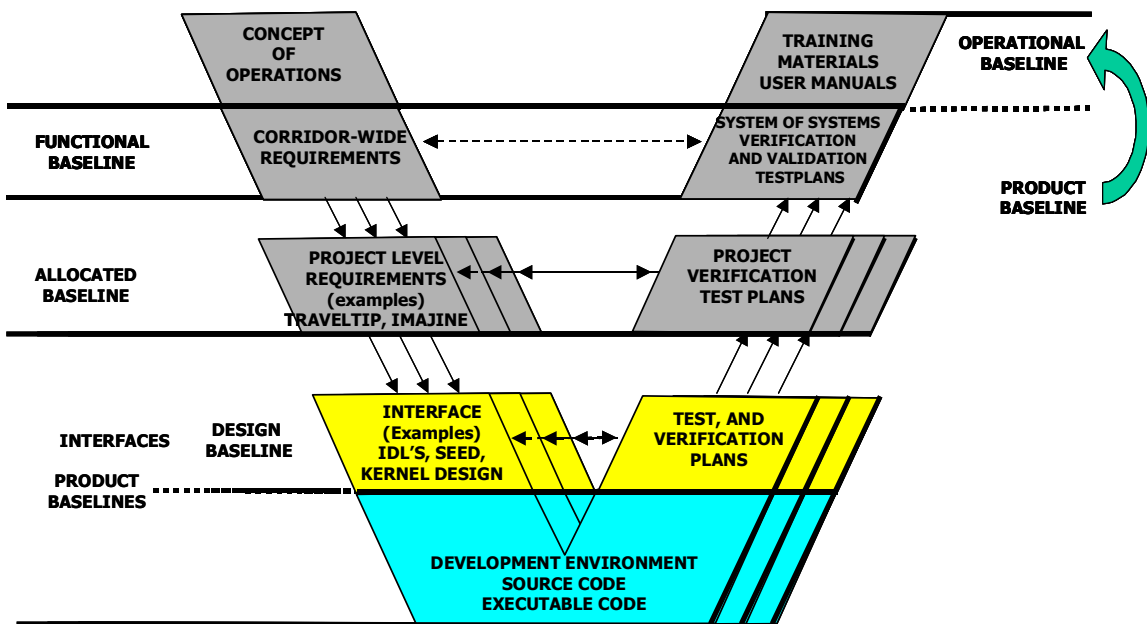 CONCEPT
OF
OPERATIONS
TRAINING
MATERIALS
USER MANUALS
OPERATIONAL
BASELINE
FUNCTIONAL
BASELINE
CORRIDOR-WIDE
REQUIREMENTS
SYSTEM OF SYSTEMS
VERIFICATION
AND VALIDATION
TESTPLANS
PRODUCT
BASELINE
ALLOCATED
BASELINE
PROJECT LEVEL
REQUIREMENTS
(examples)
TRAVELTIP, IMAJINE
PROJECT
VERIFICATION
TEST PLANS
INTERFACES
DESIGN
BASELINE
INTERFACE
(Examples)
IDL'S, SEED,
KERNEL DESIGN
TEST, AND
VERIFICATION
PLANS
PRODUCT
BASELINES
DEVELOPMENT ENVIRONMENT
SOURCE CODE
EXECUTABLE CODE